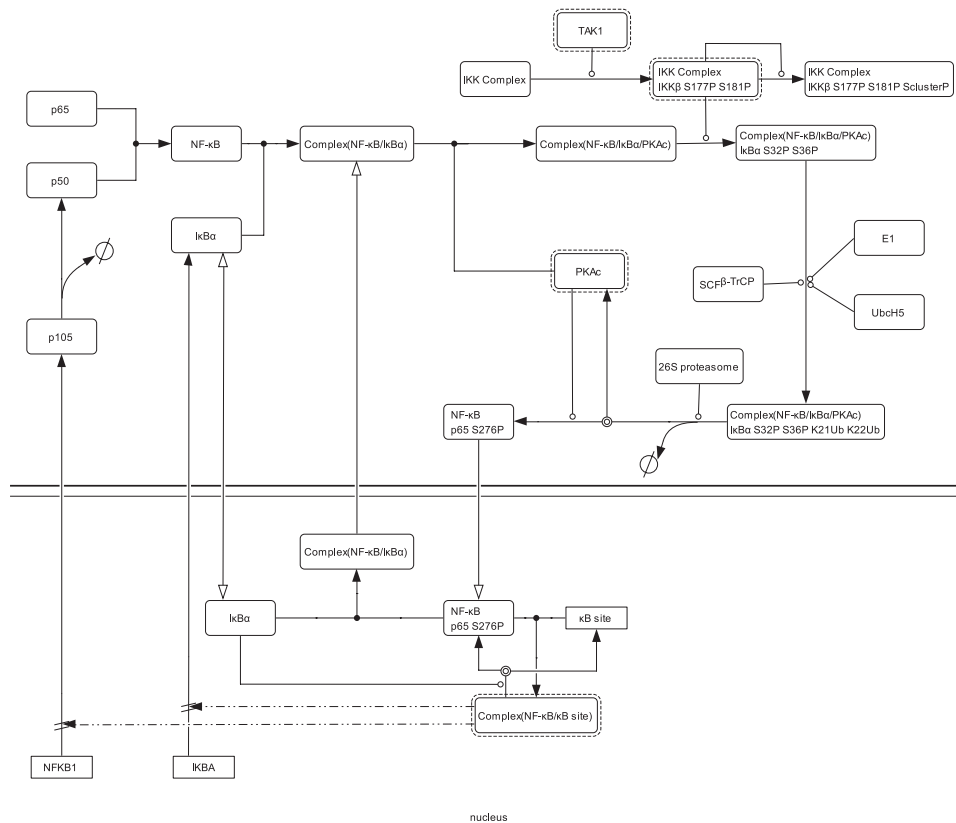 TAK1
IKK Complex
IKK Complex
IKKβ S177P S181P
IKK Complex
IKKβ S177P S181P SclusterP
p65
NF-κB
Complex(NF-κB/IκBα)
Complex(NF-κB/IκBα/PKAc)
Complex(NF-κB/IκBα/PKAc)
IκBα S32P S36P
p50
IκBα
PKAc
E1
SCFβ-TrCP
UbcH5
p105
26S proteasome
NF-κB
p65 S276P
Complex(NF-κB/IκBα/PKAc)
IκBα S32P S36P K21Ub K22Ub
Complex(NF-κB/IκBα)
IκBα
NF-κB
p65 S276P
κB site
Complex(NF-κB/κB site)
NFKB1
IKBA
nucleus